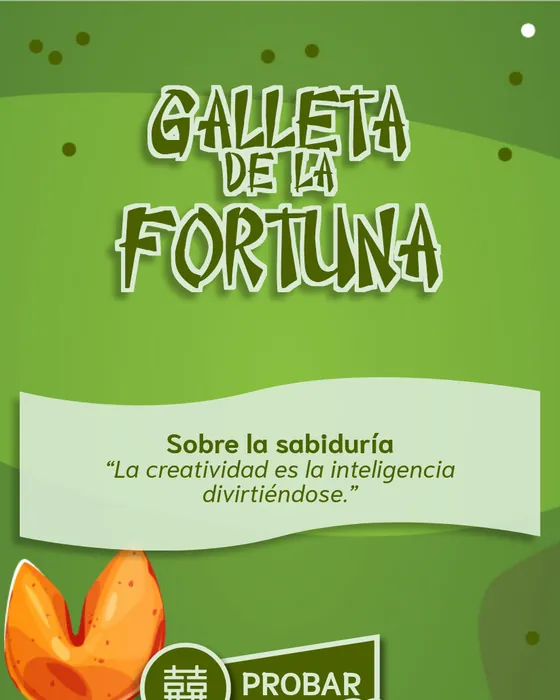 GALLETA
DE LA
FORTUNA
Sobre la sabiduría
“La creatividad es la inteligencia
divirtiéndose.”
囍
PROBAR